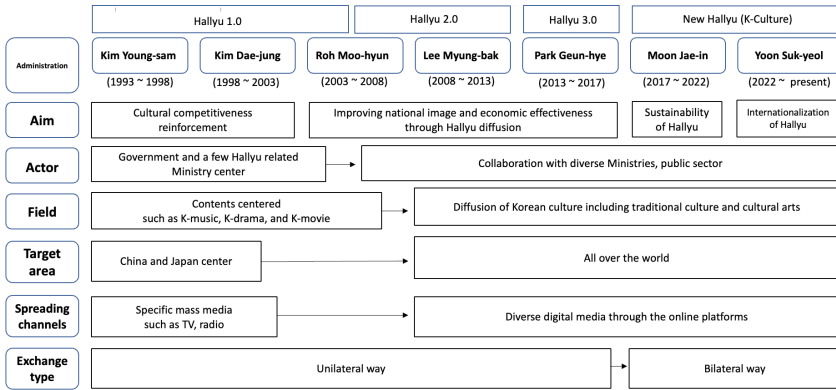 Hallyu 1.0
Hallyu 2.0
Hallyu 3.0
New Hallyu (K-Culture)
Administration
Kim Young-sam
(1993 ~ 1998)
Kim Dae-jung
(1998 ~ 2003)
Roh Moo-hyun
(2003 ~ 2008)
Lee Myung-bak
(2008 ~ 2013)
Park Geun-hye
(2013 ~ 2017)
Moon Jae-in
(2017 ~ 2022)
Yoon Suk-yeol
(2022 ~ present)
Aim
Cultural competitiveness
reinforcement
Improving national image and economic effectiveness
through Hallyu diffusion
Sustainability
of Hallyu
Internationalization
of Hallyu
Actor
Government and a few Hallyu related
Ministry center
Collaboration with diverse Ministries, public sector
Field
Contents centered
such as K-music, K-drama, and K-movie
Diffusion of Korean culture including traditional culture and cultural arts
Target
area
China and Japan center
All over the world
Spreading
channels
Specific mass media
such as TV, radio
Diverse digital media through the online platforms
Exchange
type
Unilateral way
Bilateral way